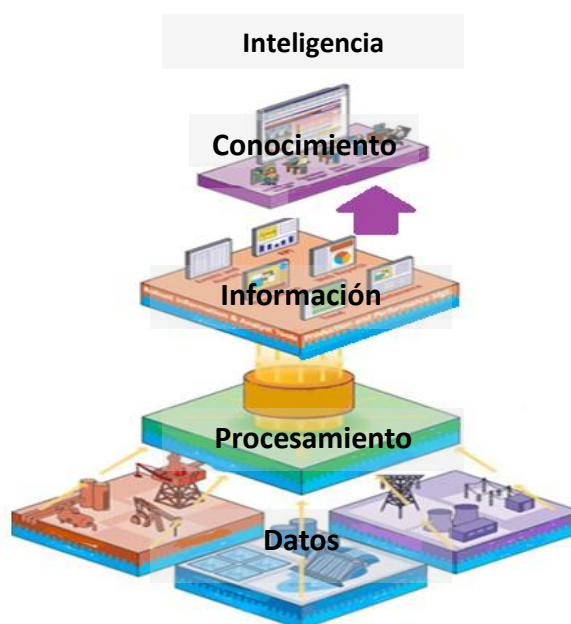 Inteligencia
Conocimiento
Información
Procesamiento
Datos